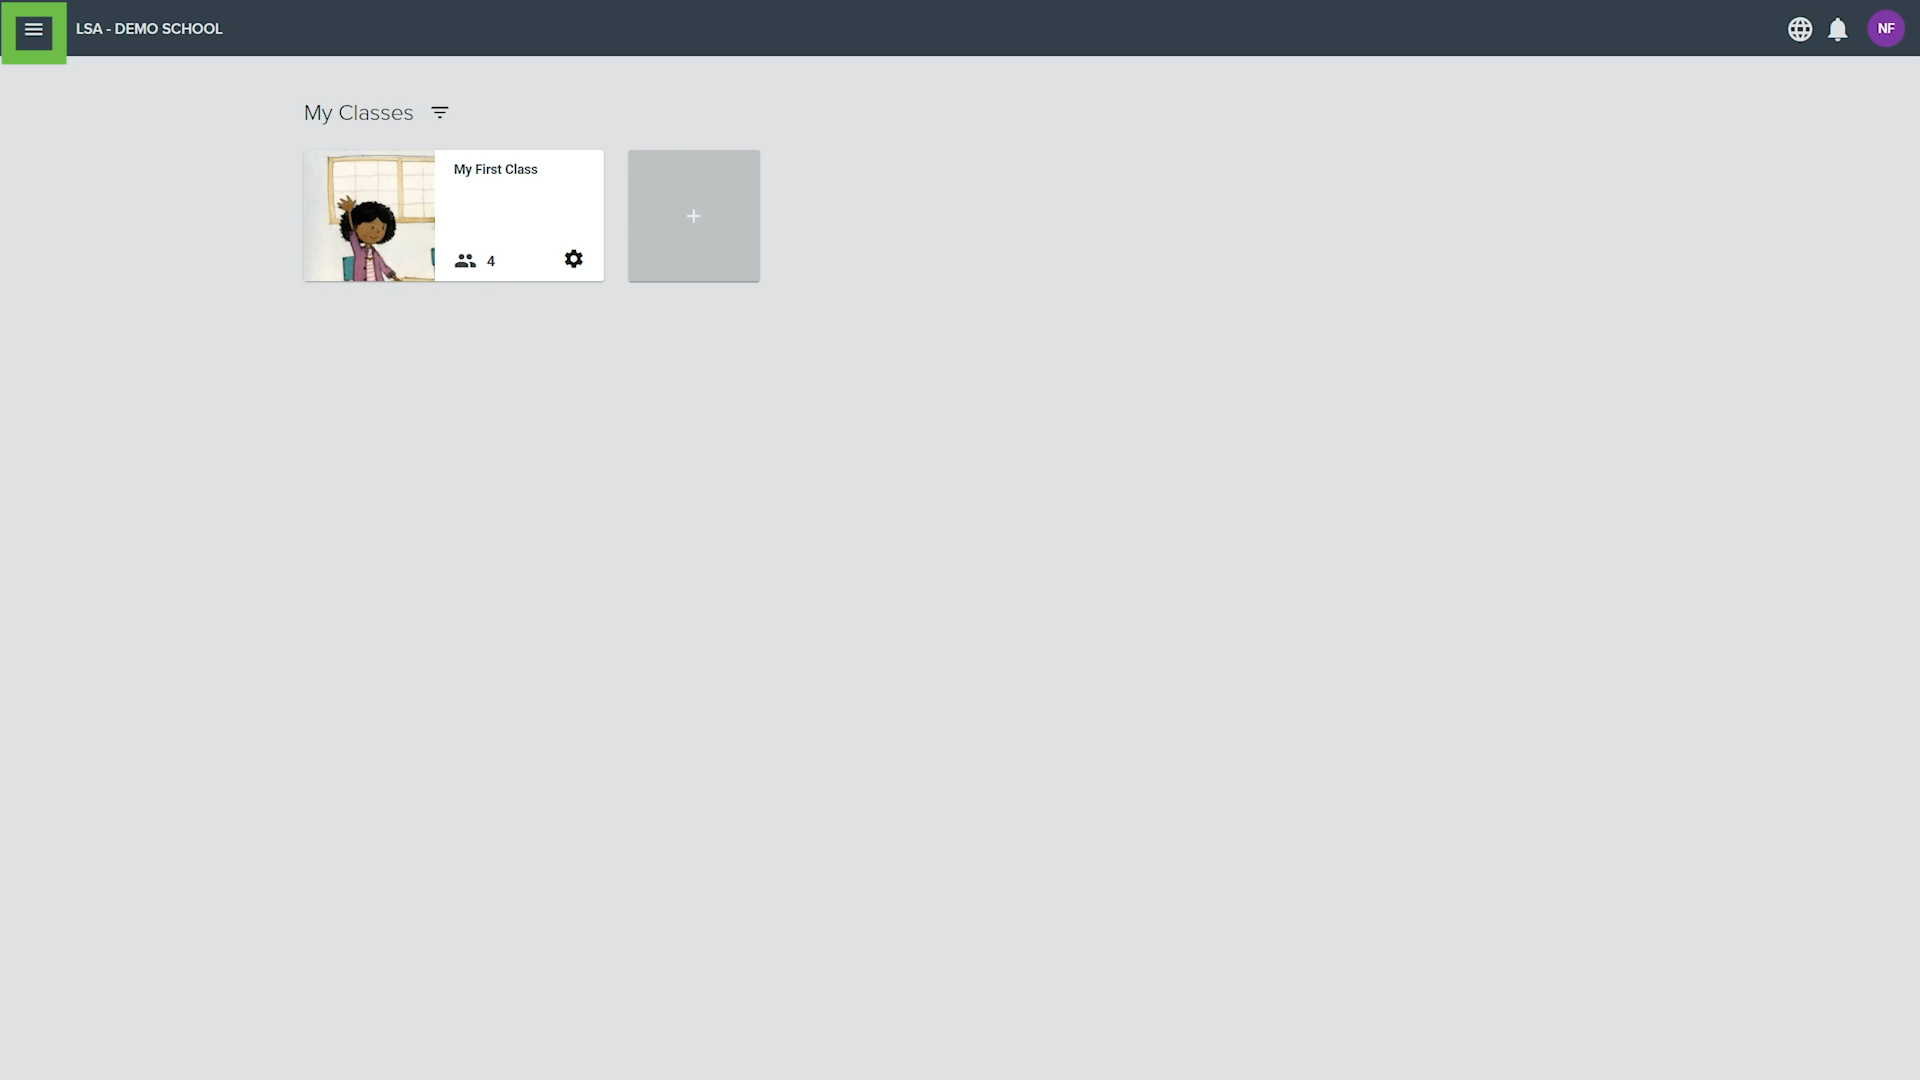 LSA - DEMO SCHOOL
NF
My Classes
My First Class
4
+